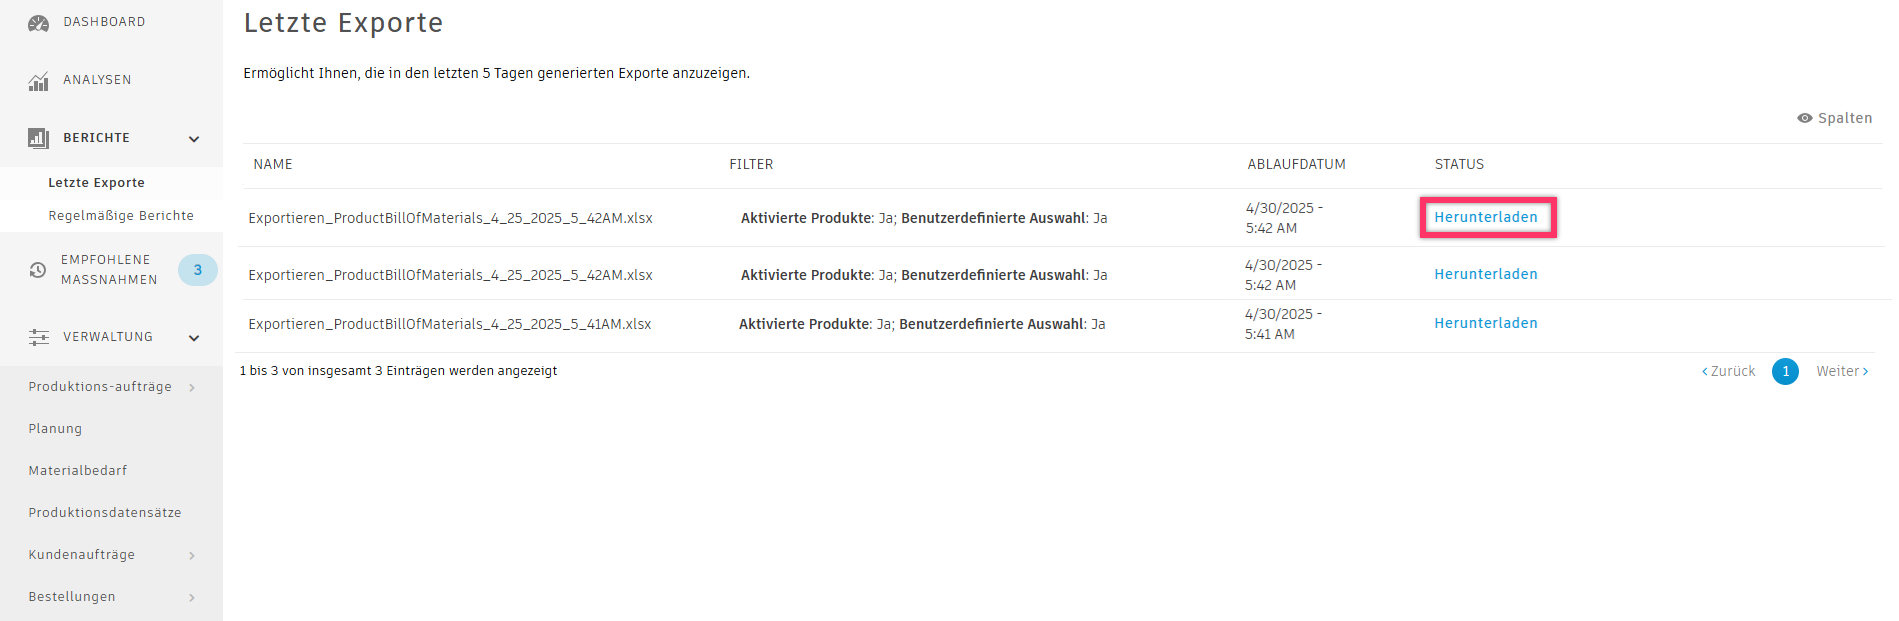 DASHBOARD
ANALYSEN
BERICHTE
Letzte Exporte
Regelmäßige Berichte
EMPFOHLENE
MASSNAHMEN
3
VERWALTUNG
Produktions-aufträge
Planung
Materialbedarf
Produktionsdatensätze
Kundenaufträge
Bestellungen
Letzte Exporte
Ermöglicht Ihnen, die in den letzten 5 Tagen generierten Exporte anzuzeigen.
Spalten
NAME FILTER ABLAUFDATUM STATUS
Exportieren_ProductBillOfMaterials_4_25_2025_5_42AM.xlsx Aktivierte Produkte: Ja; Benutzerdefinierte Auswahl: Ja 4/30/2025 - Herunterladen
5:42 AM
Exportieren_ProductBillOfMaterials_4_25_2025_5_42AM.xlsx Aktivierte Produkte: Ja; Benutzerdefinierte Auswahl: Ja 4/30/2025 - Herunterladen
5:42 AM
Exportieren_ProductBillOfMaterials_4_25_2025_5_41AM.xlsx Aktivierte Produkte: Ja; Benutzerdefinierte Auswahl: Ja 4/30/2025 - Herunterladen
5:41 AM
1 bis 3 von insgesamt 3 Einträgen werden angezeigt
Zurück 1 Weiter